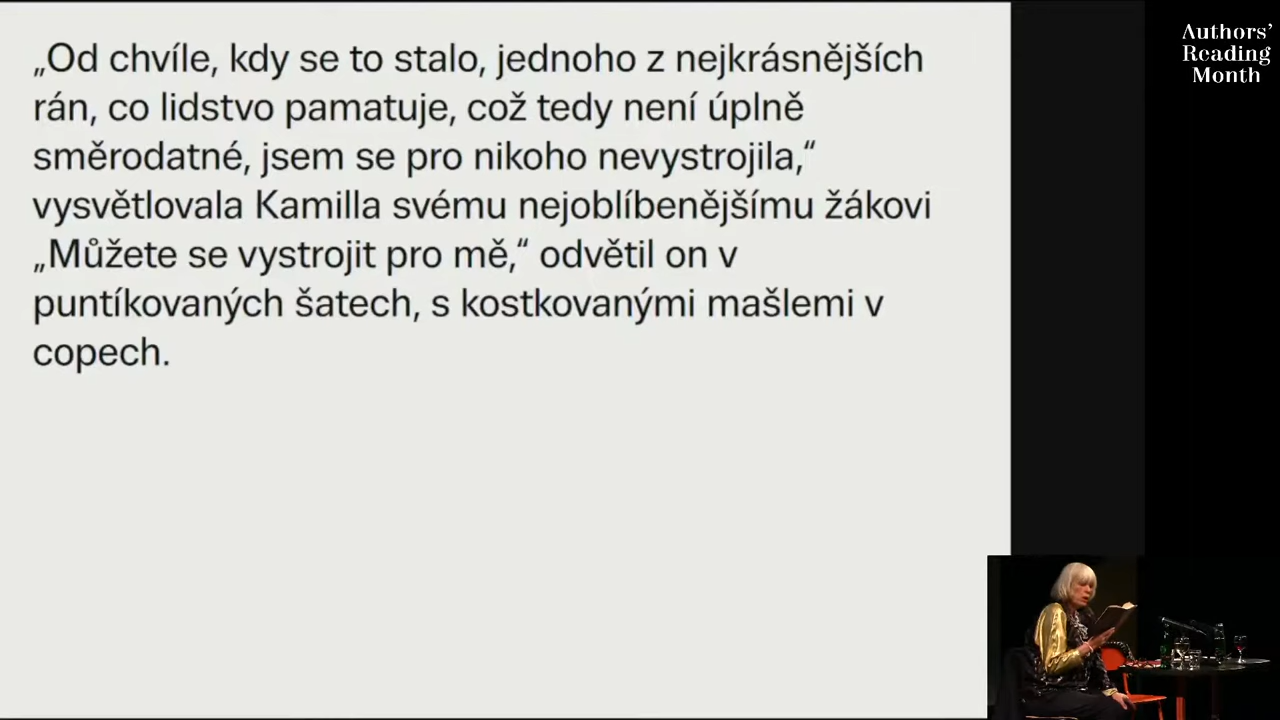 „Od chvíle, kdy se to stalo, jednoho z nejkrásnějších
rán, co lidstvo pamatuje, což tedy není úplně
směrodatné, jsem se pro nikoho nevystrojila,“
vysvětlovala Kamilla svému nejoblíbenějšímu žákovi
„Můžete se vystrojit pro mě,“ odvětil on v
puntíkovaných šatech, s kostkovanými mašlemi v
copech.
Authors’
Reading
Month